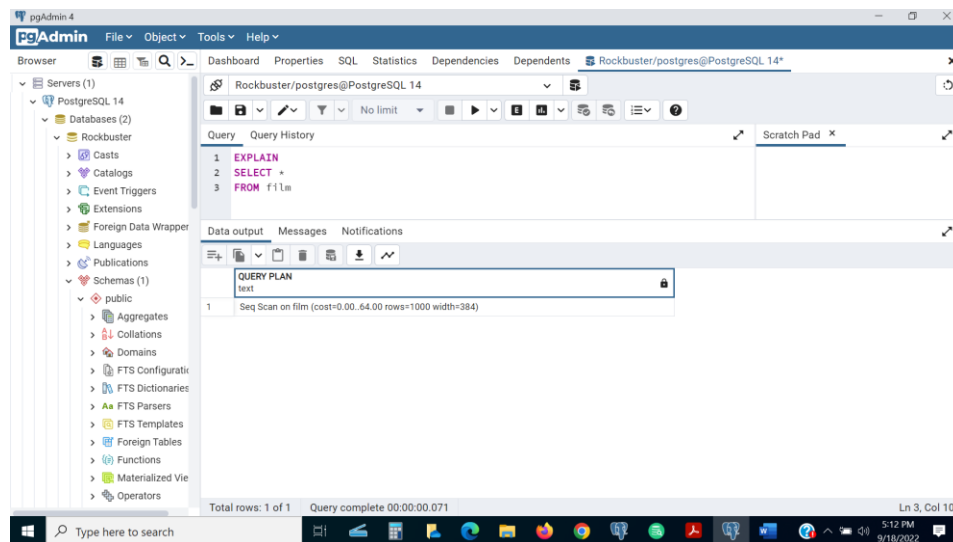 pgAdmin 4
pgAdmin File Object Tools Help
Browser Dashboard Properties SQL Statistics Dependencies Dependents Rockbuster/postgres@PostgreSQL 14*
Servers (1)
PostgreSQL 14
Databases (2)
Rockbuster
Casts
Catalogs
Event Triggers
Extensions
Foreign Data Wrapper
Languages
Publications
Schemas (1)
public
Aggregates
Collations
Domains
FTS Configuratic
FTS Dictionaries
Aa FTS Parsers
FTS Templates
Foreign Tables
Functions
Materialized Vie
Operators
Rockbuster/postgres@PostgreSQL 14
No limit
Query Query History Scratch Pad
1 EXPLAIN
2 SELECT *
3 FROM film
Data output Messages Notifications
QUERY PLAN
text
1 Seq Scan on film (cost=0.00..64.00 rows=1000 width=384)
Total rows: 1 of 1 Query complete 00:00:00.071 Ln 3, Col 10
Type here to search
5:12 PM
9/18/2022